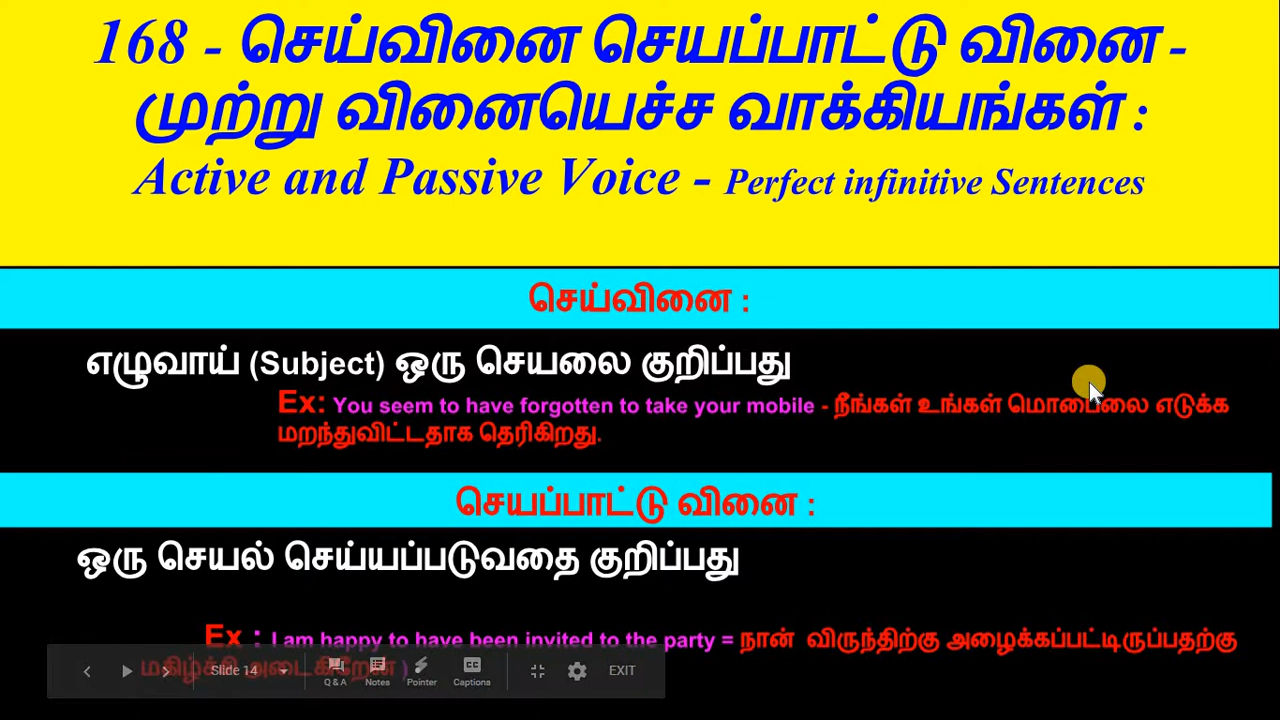 168 - செய்வினை செயப்பாட்டு வினை -
முற்று வினையெச்ச வாக்கியங்கள் :
Active and Passive Voice - Perfect infinitive Sentences
செய்வினை :
எழுவாய் (Subject) ஒரு செயலை குறிப்பது
Ex: You seem to have forgotten to take your mobile - நீங்கள் உங்கள் மொபைலை எடுக்க
மறந்துவிட்டதாக தெரிகிறது.
செயப்பாட்டு வினை :
ஒரு செயல் செய்யப்படுவதை குறிப்பது
Ex : I am happy to have been invited to the party = நான் விருந்திற்கு அழைக்கப்பட்டிருப்பதற்கு
மகிழ்ச்சி அடைகிறேன் )
Slide 14
Q & A Notes Pointer Captions EXIT